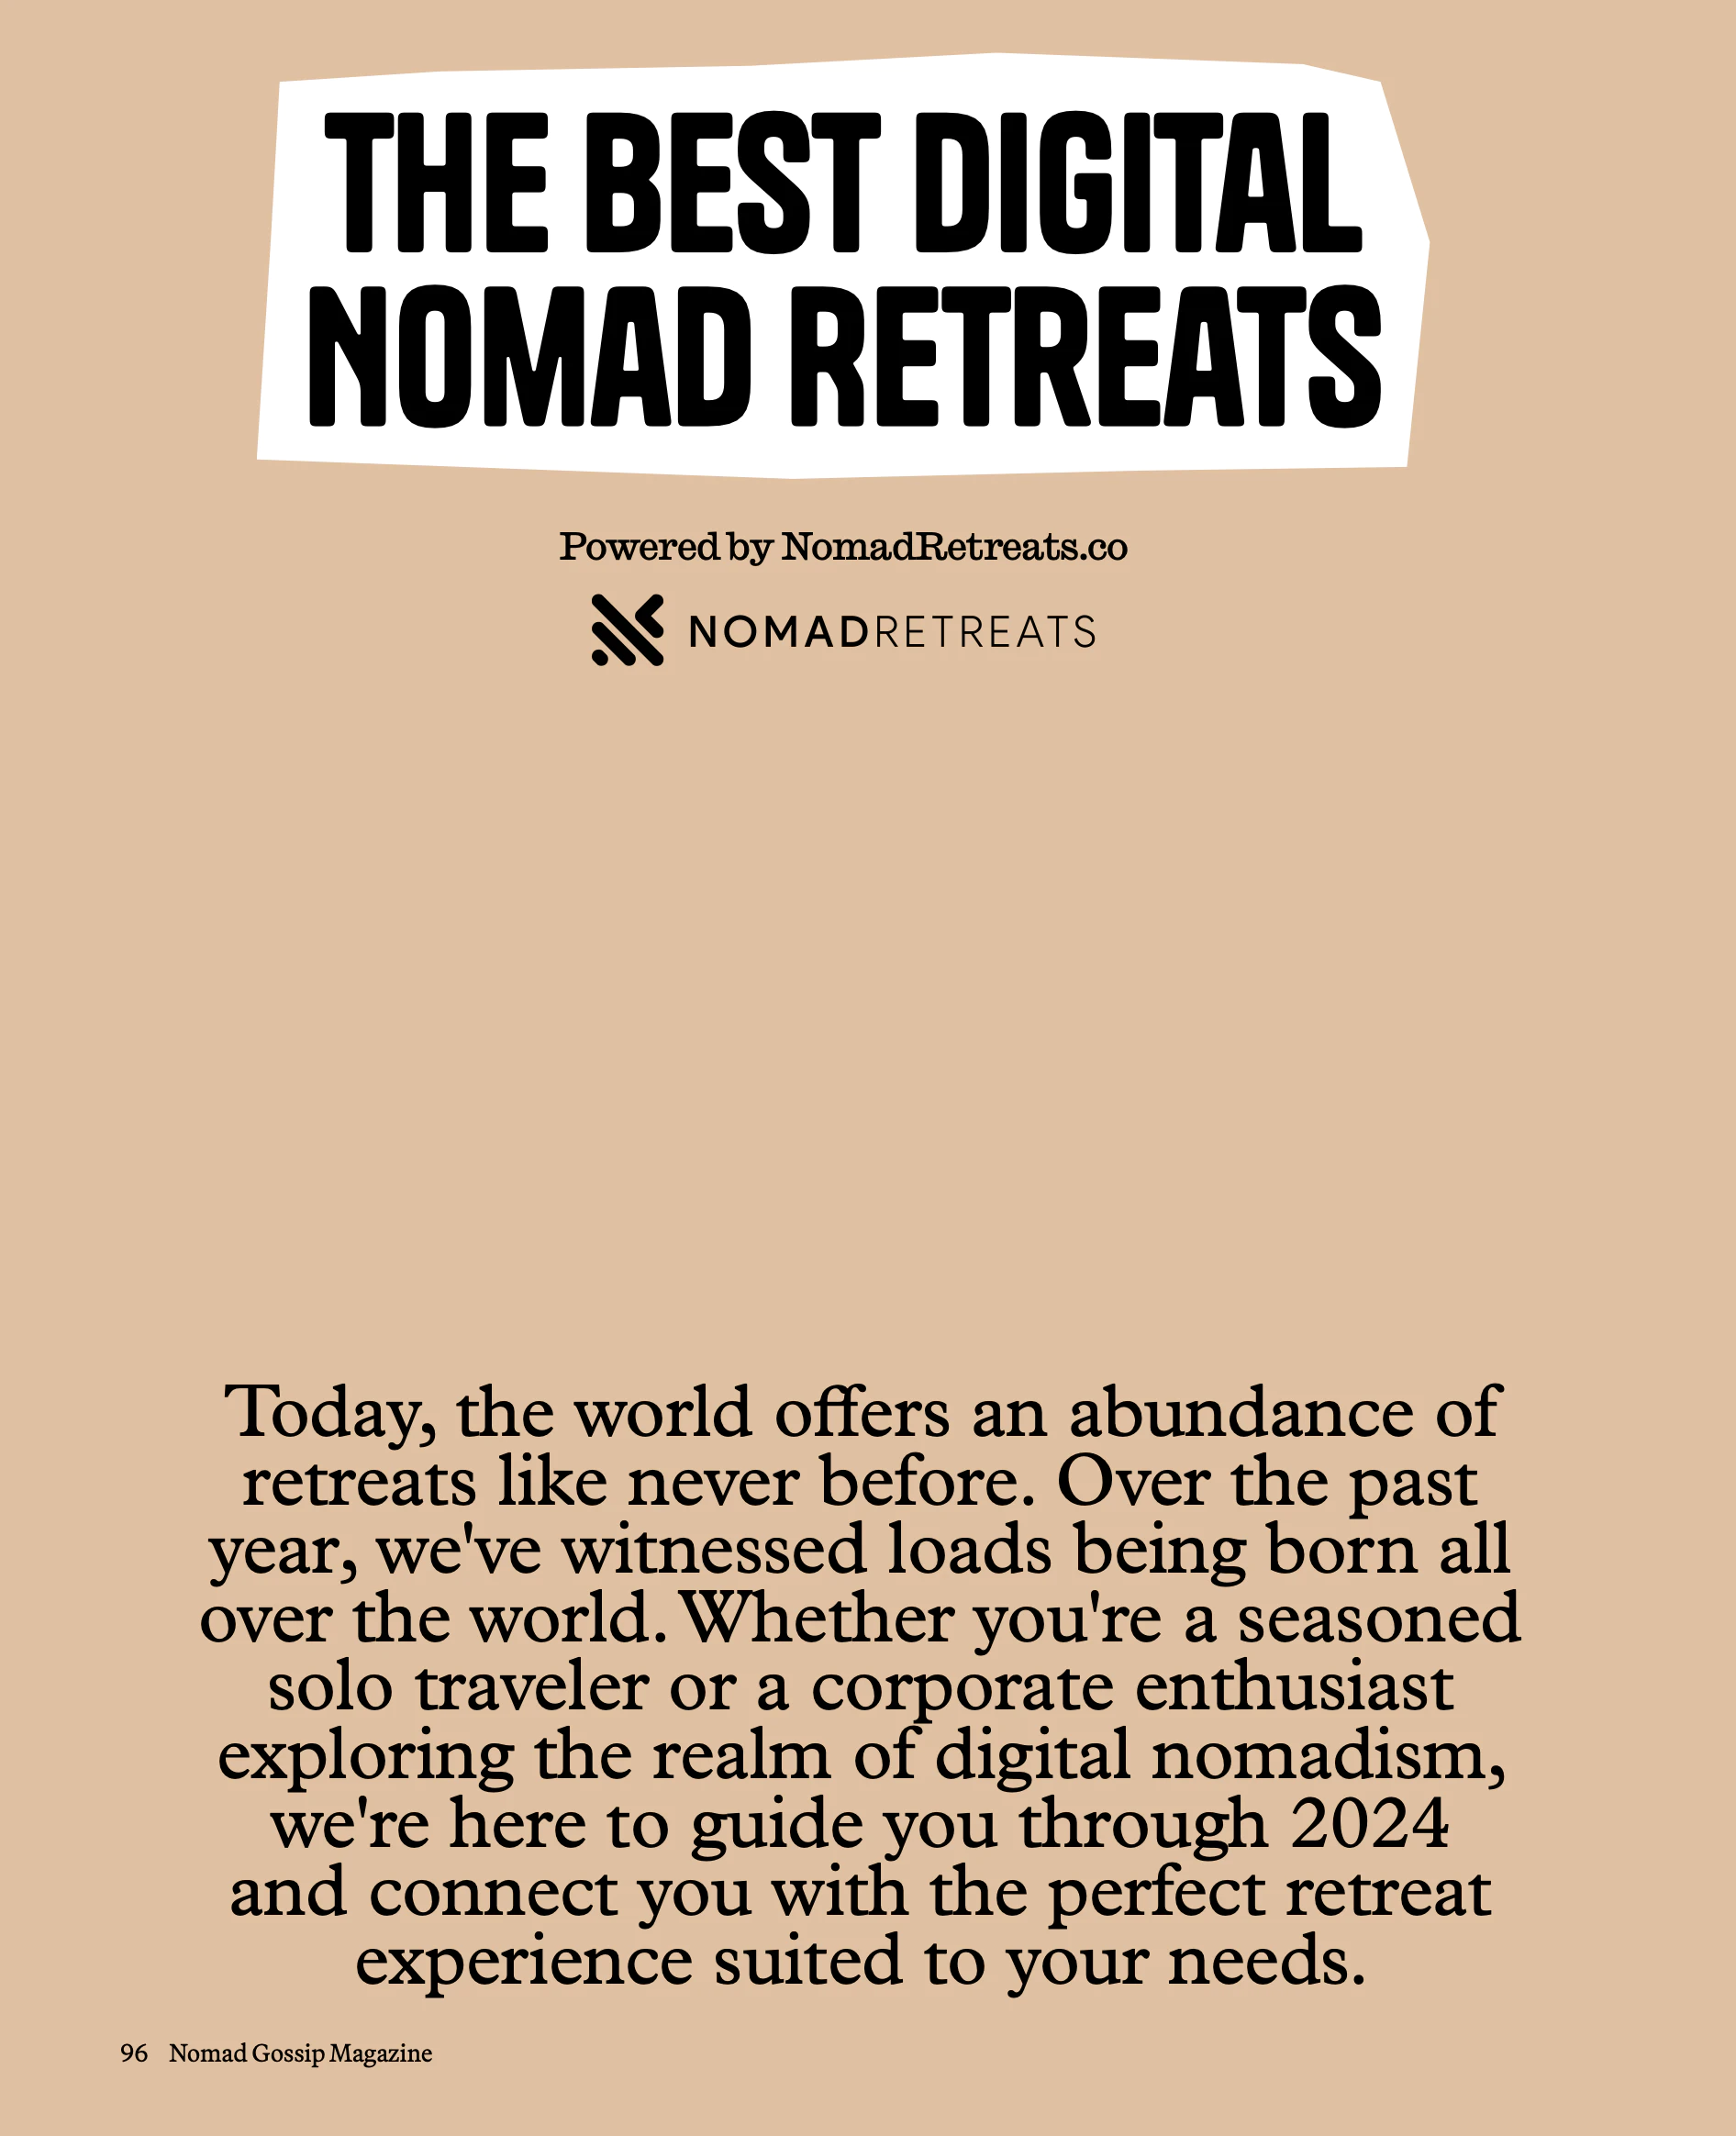 THE BEST DIGITAL
NOMAD RETREATS
Powered by NomadRetreats.co
NOMADRETREATS
Today, the world offers an abundance of
retreats like never before. Over the past
year, we've witnessed loads being born all
over the world. Whether you're a seasoned
solo traveler or a corporate enthusiast
exploring the realm of digital nomadism,
we're here to guide you through 2024
and connect you with the perfect retreat
experience suited to your needs.
96 Nomad Gossip Magazine